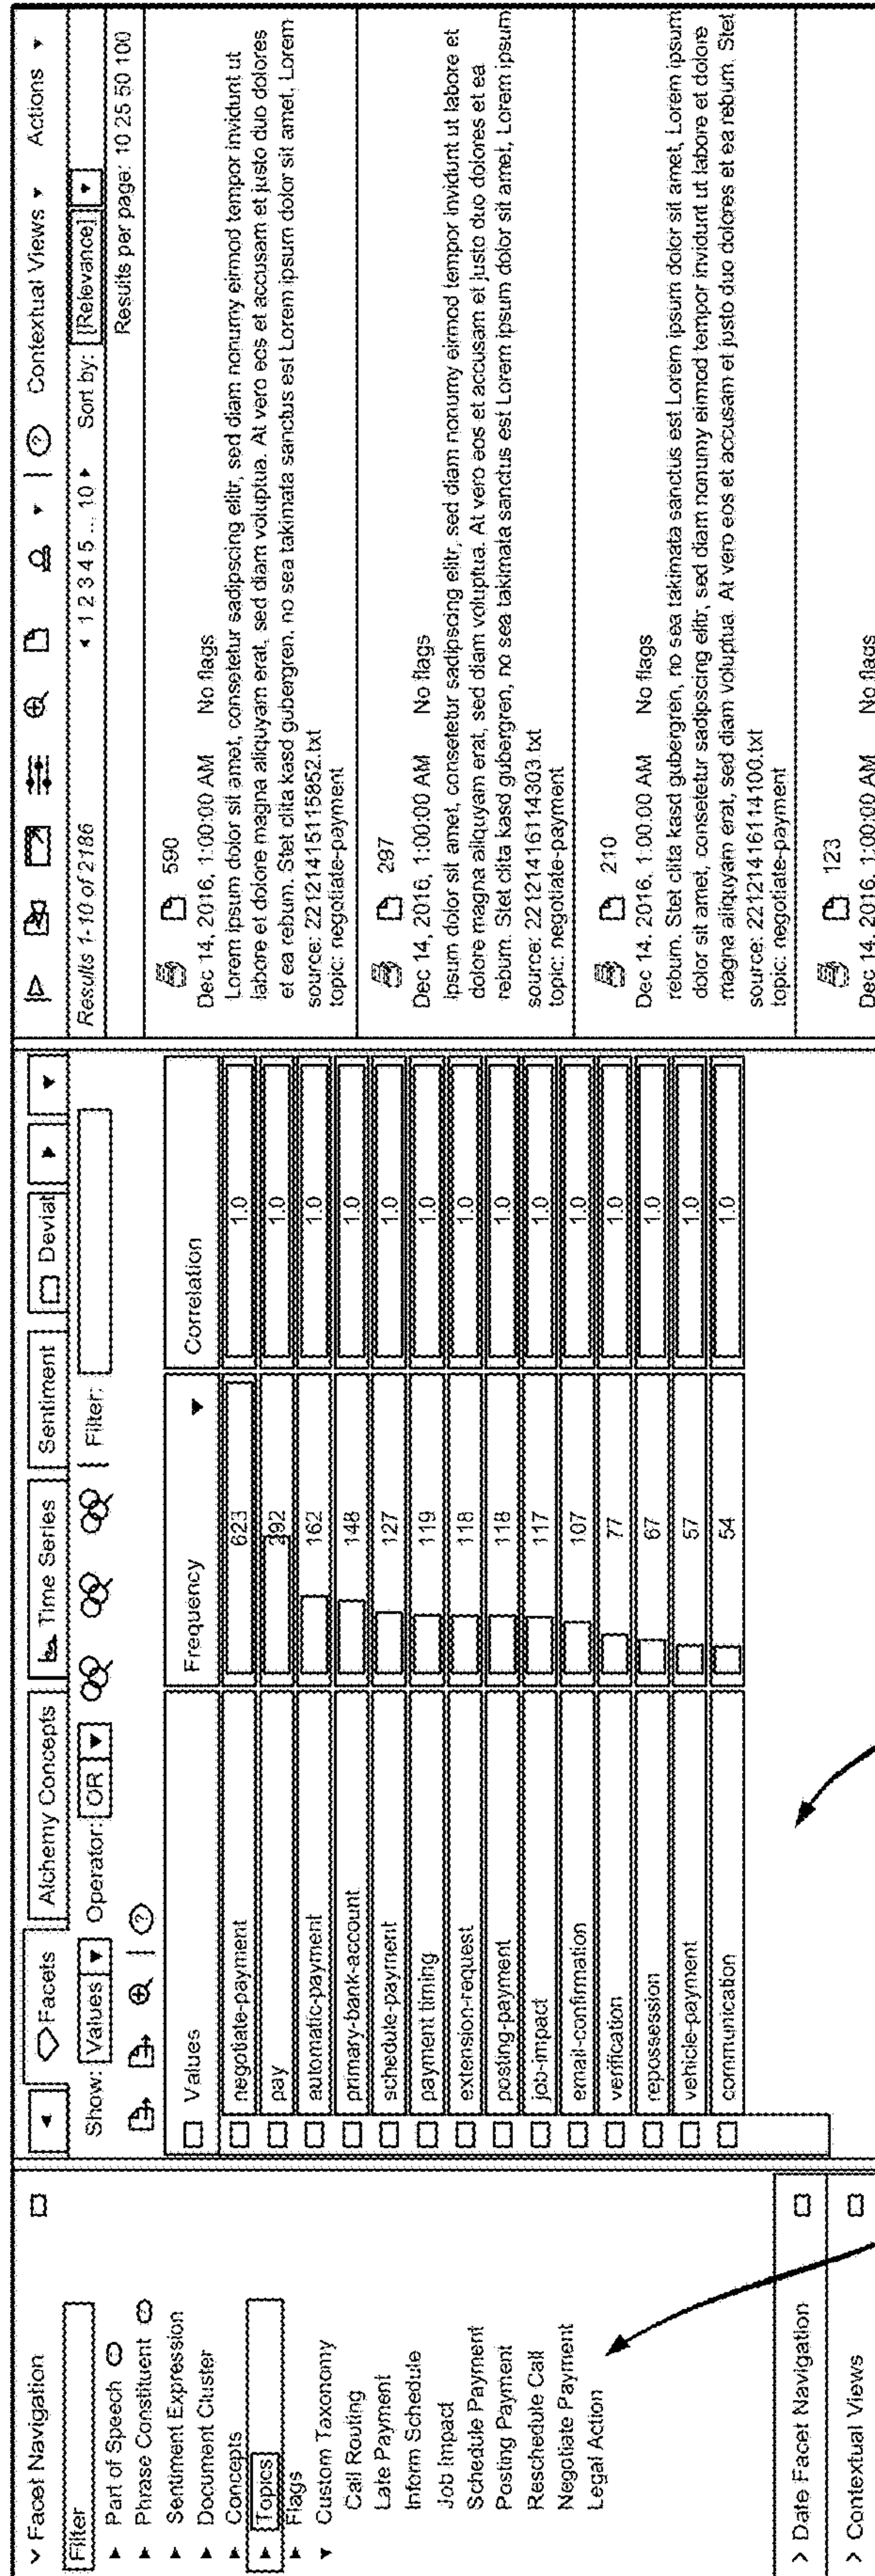 Facet Navigation
Filter
Part of Speech
Phrase Constituent
Sentiment Expression
Document Cluster
Concepts
Topics
Flags
Custom Taxonomy
Call Routing
Late Payment
Inform Schedule
Job Impact
Schedule Payment
Posting Payment
Reschedule Call
Negotiate Payment
Legal Action
Date Facet Navigation
Contextual Views
Facets Alchemy Concepts Time Series Sentiment Deviat
Show: Values Operator: OR Filter:
Values Frequency Correlation
negotiate-payment 623 1.0
pay 392 1.0
automatic-payment 162 1.0
primary-bank-account 148 1.0
schedule-payment 127 1.0
payment timing 119 1.0
extension-request 118 1.0
posting-payment 118 1.0
job-impact 117 1.0
email-confirmation 107 1.0
verification 77 1.0
repossession 67 1.0
vehicle-payment 57 1.0
communication 54 1.0
Contextual Views Actions
Results 1-10 of 2186 1 2 3 4 5 ... 10 Sort by: [Relevance]
Results per page: 10 25 50 100
590
Dec 14, 2016, 1:00:00 AM No flags
Lorem ipsum dolor sit amet, consetetur sadipscing elitr, sed diam nonumy eirmod tempor invidunt ut
labore et dolore magna aliquyam erat, sed diam voluptua. At vero eos et accusam et justo duo dolores
et ea rebum. Stet clita kasd gubergren, no sea takimata sanctus est Lorem ipsum dolor sit amet, Lorem
source: 221214151115852.txt
topic: negotiate-payment
297
Dec 14, 2016, 1:00:00 AM No flags
ipsum dolor sit amet, consetetur sadipscing elitr, sed diam nonumy eirmod tempor invidunt ut labore et
dolore magna aliquyam erat, sed diam voluptua. At vero eos et accusam et justo duo dolores et ea
rebum. Stet clita kasd gubergren, no sea takimata sanctus est Lorem ipsum dolor sit amet, Lorem ipsum
source: 22121416114303.txt
topic: negotiate-payment
210
Dec 14, 2016, 1:00:00 AM No flags
rebum. Stet clita kasd gubergren, no sea takimata sanctus est Lorem ipsum dolor sit amet, Lorem ipsum
dolor sit amet, consetetur sadipscing elitr, sed diam nonumy eirmod tempor invidunt ut labore et dolore
magna aliquyam erat, sed diam voluptua. At vero eos et accusam et justo duo dolores et ea rebum. Stet
source: 22121416114100.txt
topic: negotiate-payment
123
Dec 14, 2016, 1:00:00 AM No flags